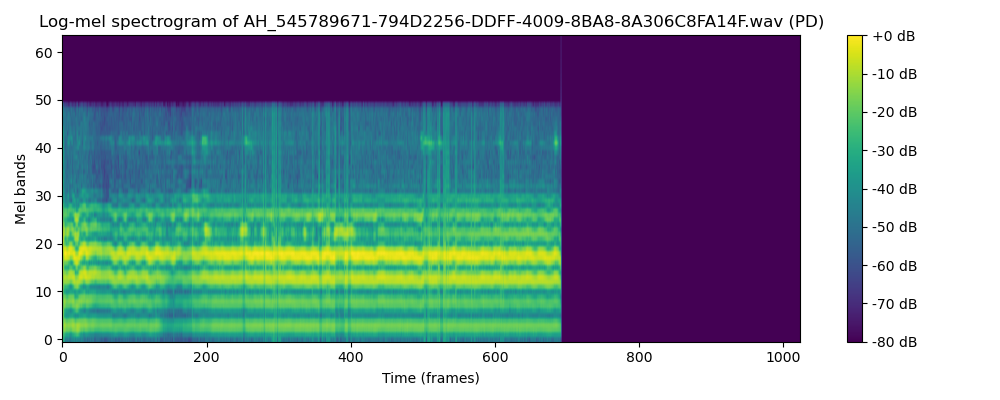 Log-mel spectrogram of AH_545789671-794D2256-DDFF-4009-8BA8-8A306C8FA14F.wav (PD)
Mel bands
60
50
40
30
20
10
0
0 200 400 600 800 1000
Time (frames)
+0 dB
-10 dB
-20 dB
-30 dB
-40 dB
-50 dB
-60 dB
-70 dB
-80 dB